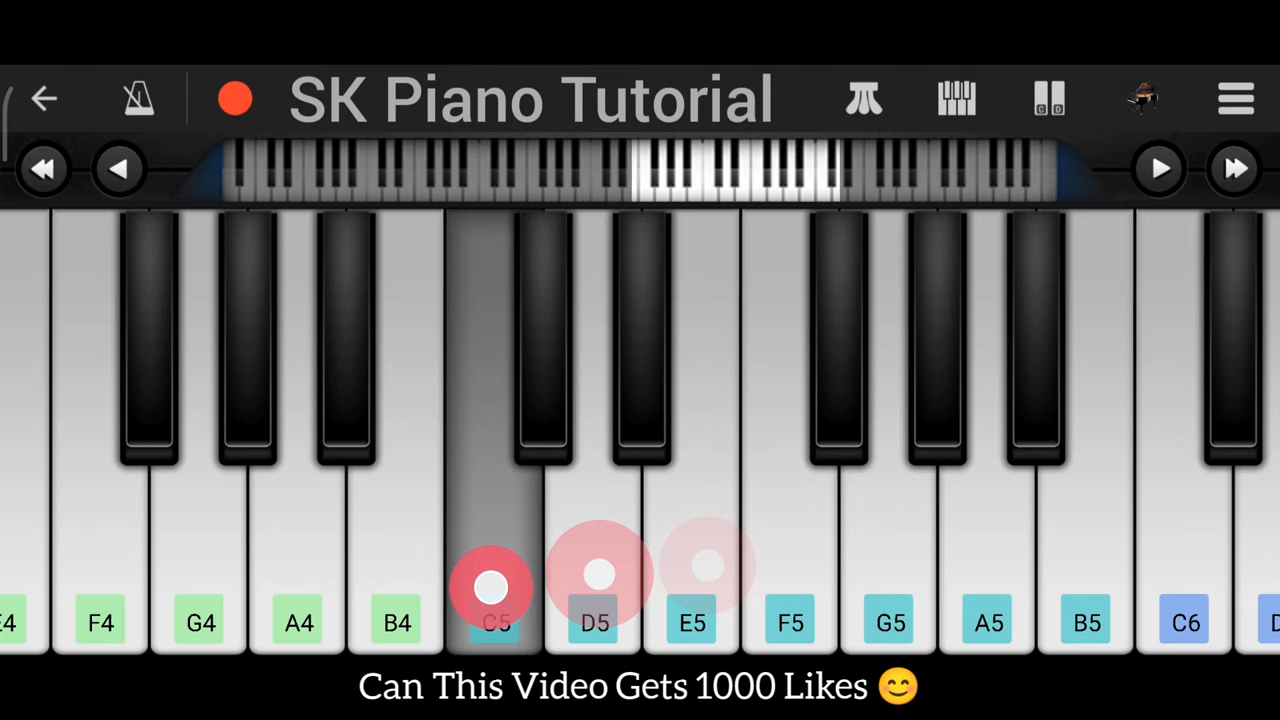 SK Piano Tutorial
E4 F4 G4 A4 B4 C5 D5 E5 F5 G5 A5 B5 C6 D
Can This Video Gets 1000 Likes 😊